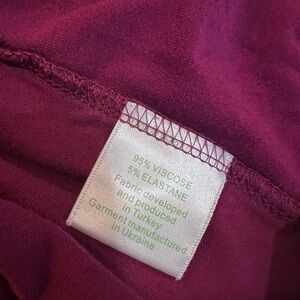 95% VISCOSE
5% ELASTANE
Fabric developed
and produced
in Turkey
Garment manufactured
in Ukraine